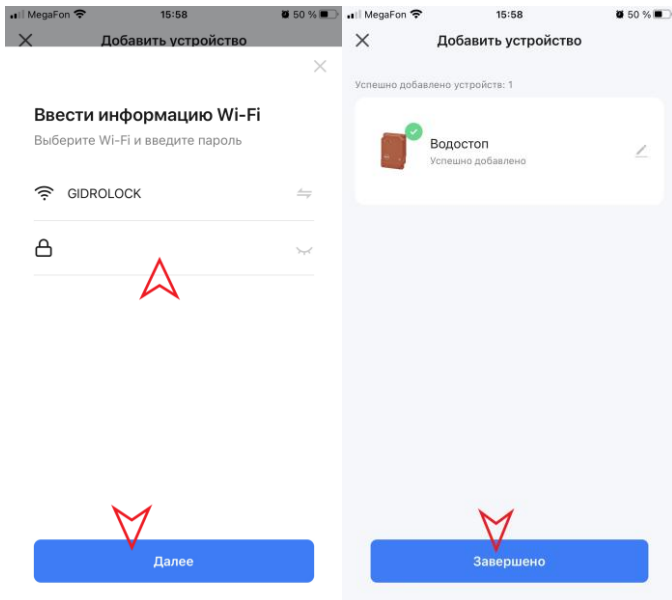 MegaFon 15:58 50 %
Добавить устройство
Ввести информацию Wi-Fi
Выберите Wi-Fi и введите пароль
GIDROLOCK
Далее
MegaFon 15:58 50 %
Добавить устройство
Успешно добавлено устройств: 1
Водостоп
Успешно добавлено
Завершено